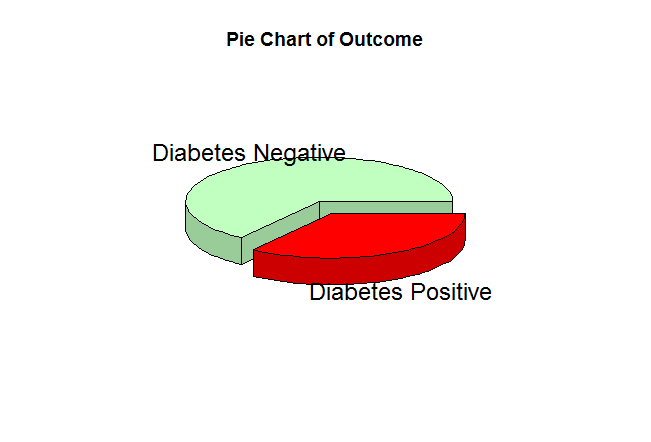 Pie Chart of Outcome
Diabetes Negative
Diabetes Positive